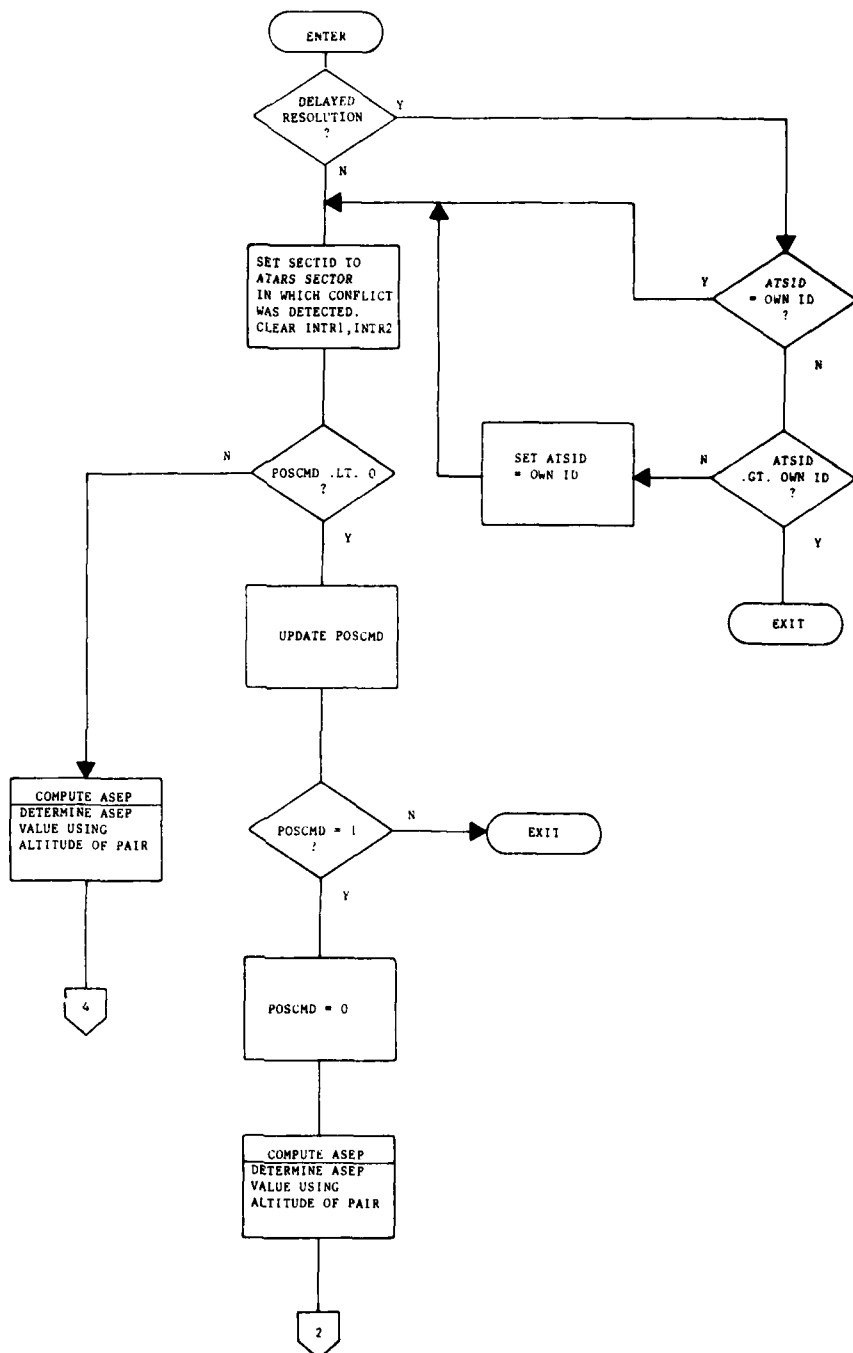 ENTER
DELAYED
RESOLUTION
?
Y
N
SET SECTID TO
ATARS SECTOR
IN WHICH CONFLICT
WAS DETECTED.
CLEAR INTR1,INTR2
Y
ATSID
= OWN ID
?
N
N
POSCMD .LT. 0
?
Y
SET ATSID
= OWN ID
N
ATSID
.GT. OWN ID
?
Y
EXIT
UPDATE POSCMD
COMPUTE ASEP
DETERMINE ASEP
VALUE USING
ALTITUDE OF PAIR
4
POSCMD = 1
?
N
EXIT
Y
POSCMD = 0
COMPUTE ASEP
DETERMINE ASEP
VALUE USING
ALTITUDE OF PAIR
2